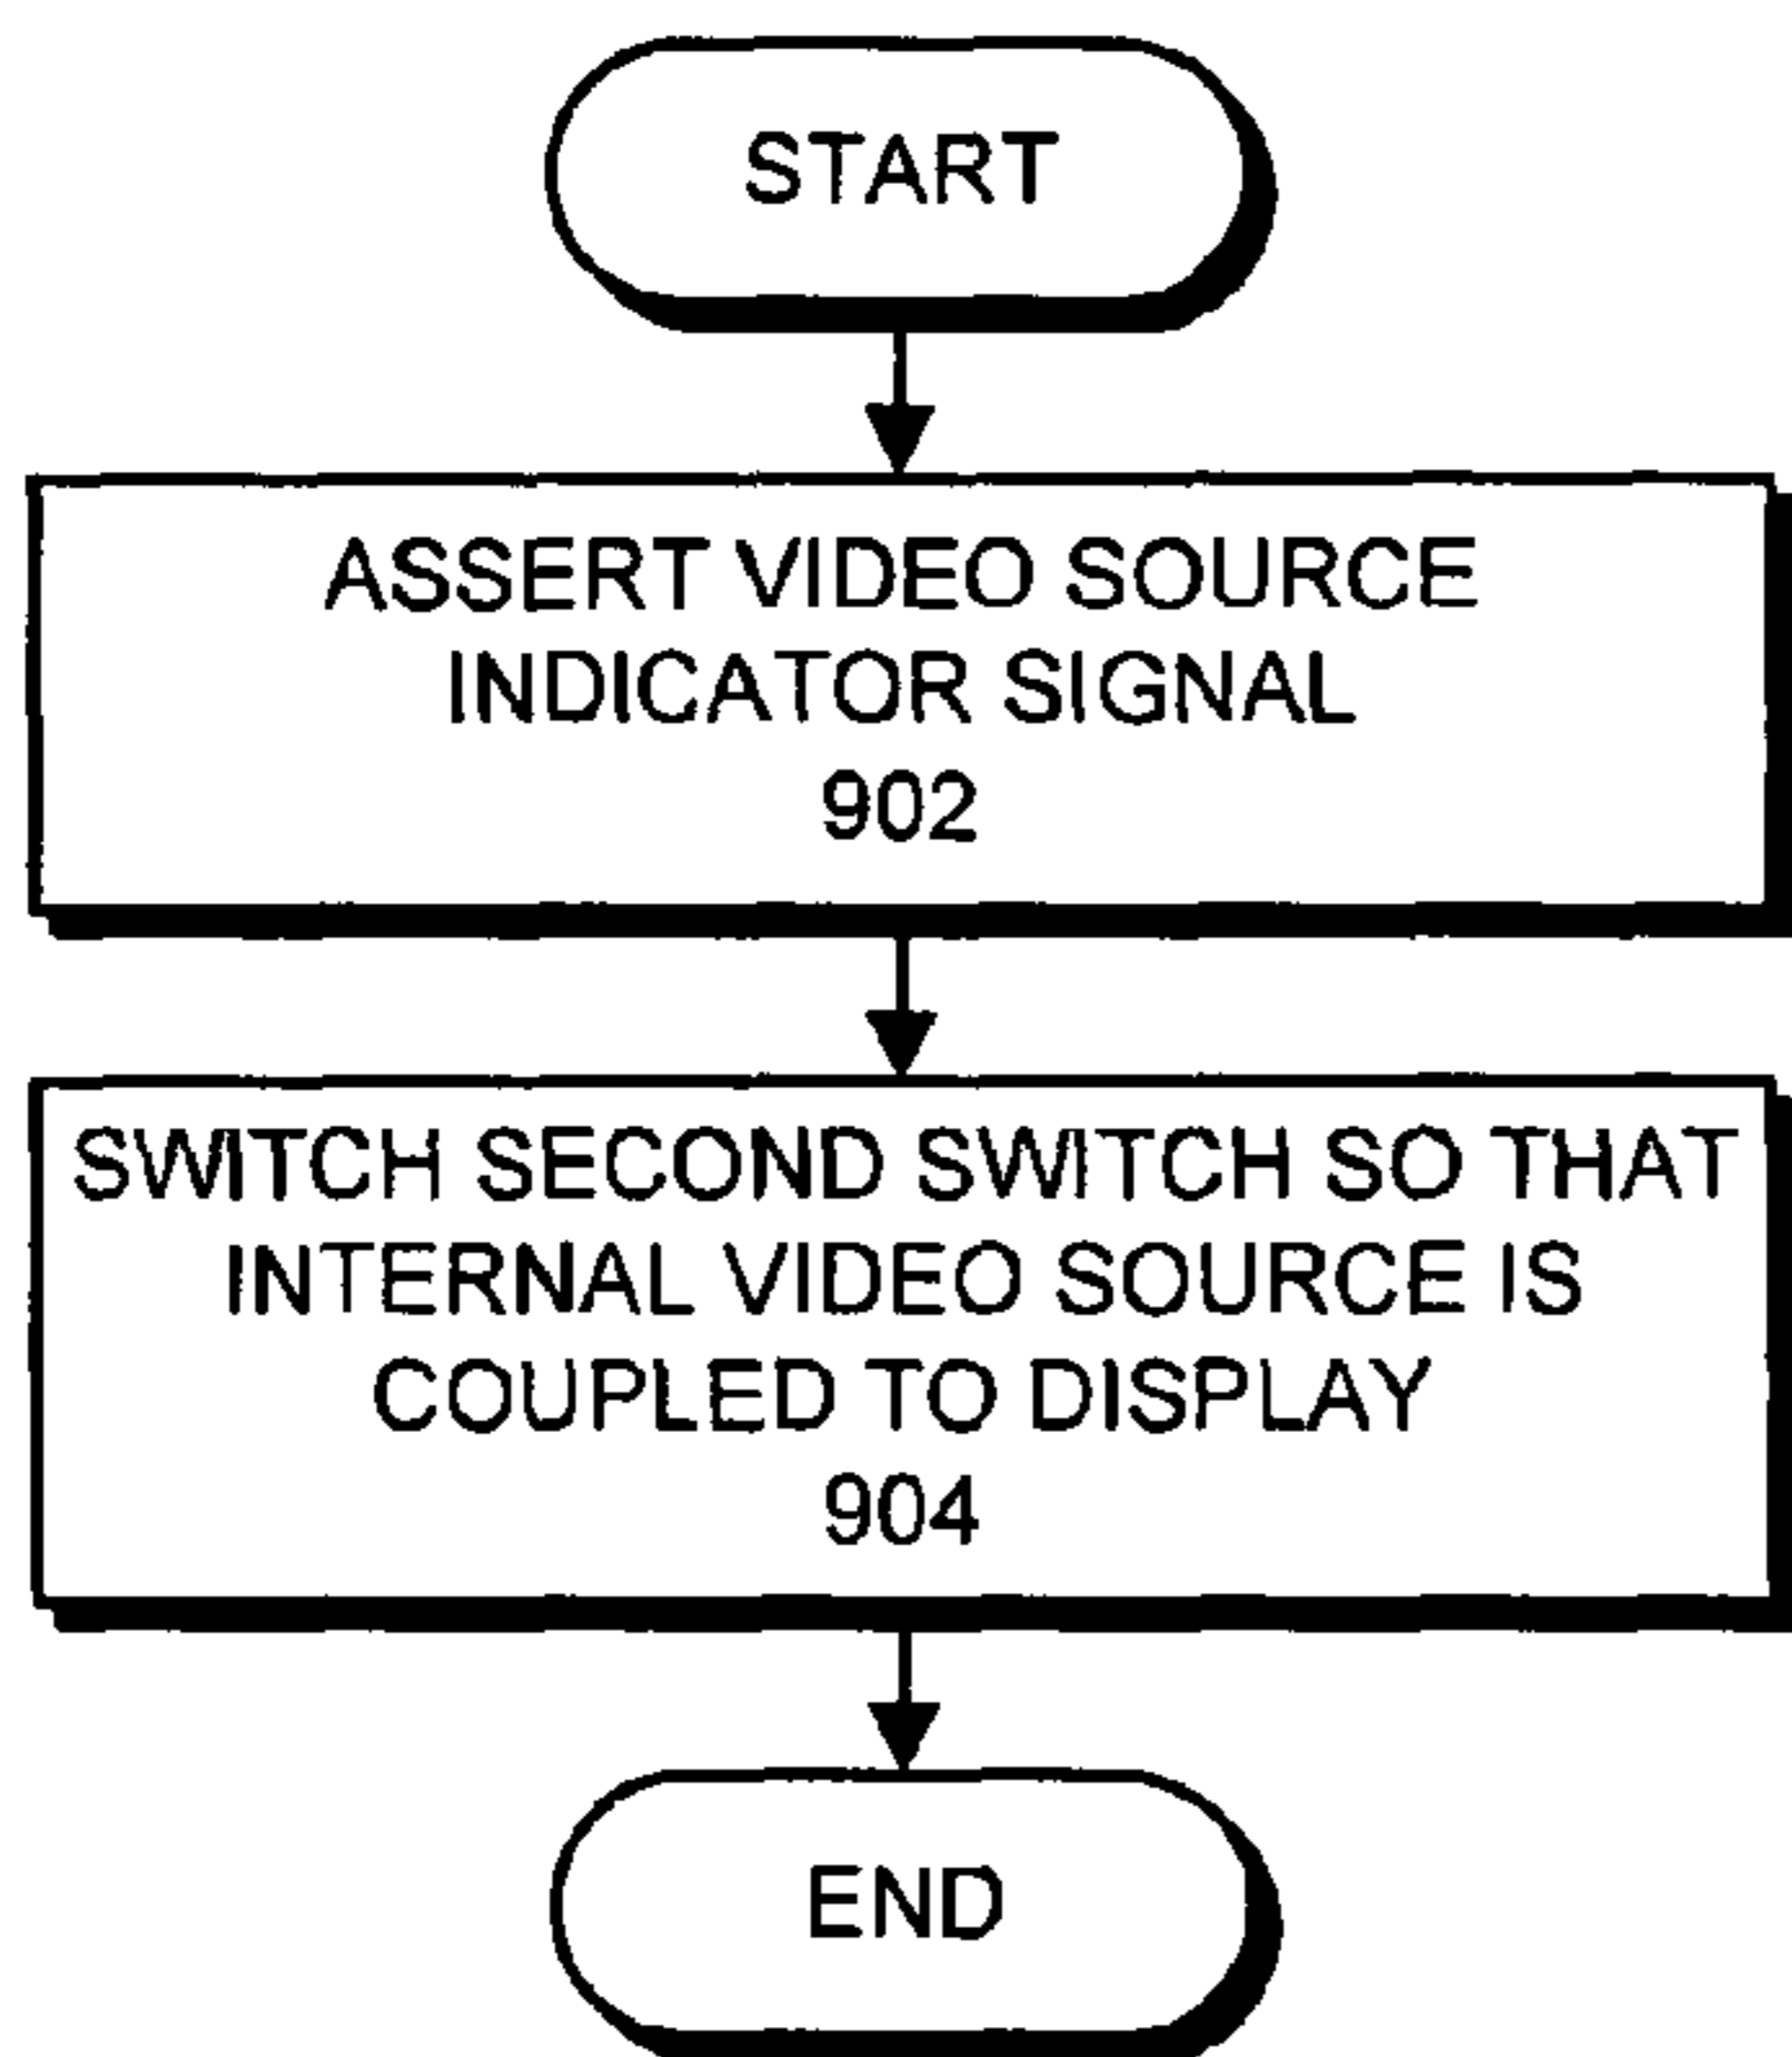 START
ASSERT VIDEO SOURCE
INDICATOR SIGNAL
902
SWITCH SECOND SWITCH SO THAT
INTERNAL VIDEO SOURCE IS
COUPLED TO DISPLAY
904
END